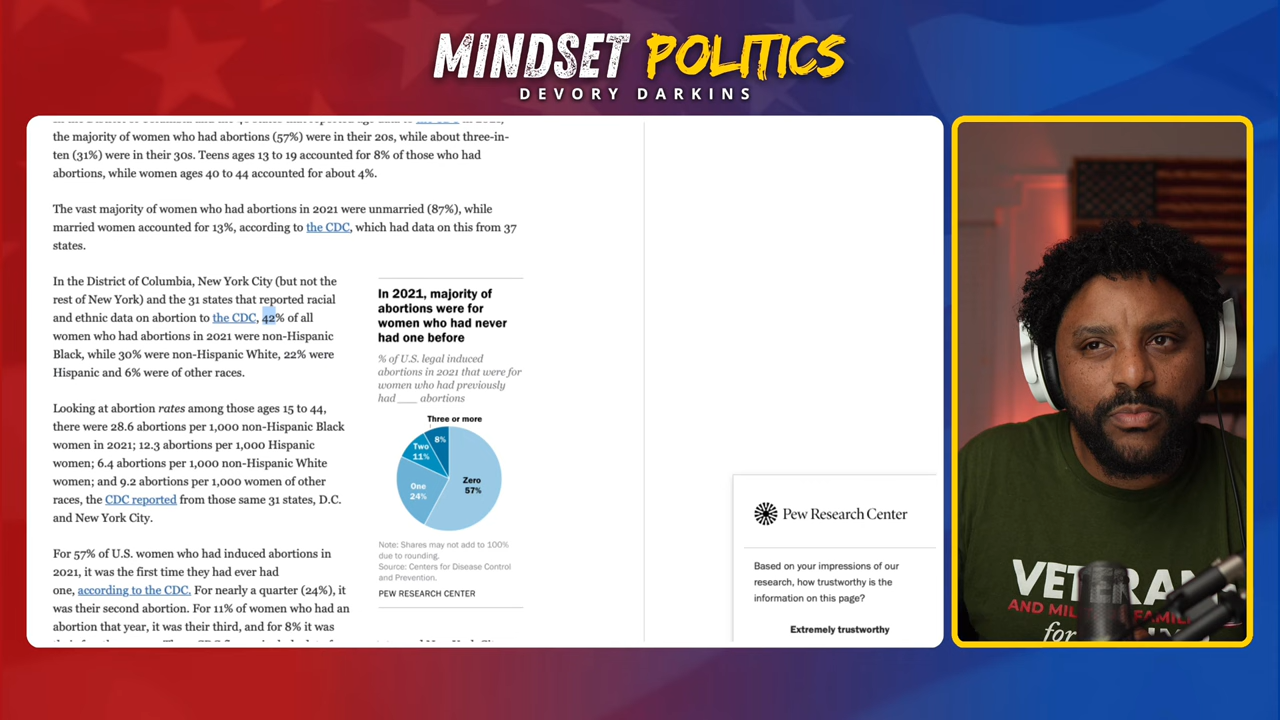 MINDSET POLITICS
DEVORY DARKINS
the majority of women who had abortions (57%) were in their 20s, while about three-in-
ten (31%) were in their 30s. Teens ages 13 to 19 accounted for 8% of those who had
abortions, while women ages 40 to 44 accounted for about 4%.
The vast majority of women who had abortions in 2021 were unmarried (87%), while
married women accounted for 13%, according to the CDC, which had data on this from 37
states.
In the District of Columbia, New York City (but not the
rest of New York) and the 31 states that reported racial
and ethnic data on abortion to the CDC, 42% of all
women who had abortions in 2021 were non-Hispanic
Black, while 30% were non-Hispanic White, 22% were
Hispanic and 6% were of other races.
Looking at abortion rates among those ages 15 to 44,
there were 28.6 abortions per 1,000 non-Hispanic Black
women in 2021; 12.3 abortions per 1,000 Hispanic
women; 6.4 abortions per 1,000 non-Hispanic White
women; and 9.2 abortions per 1,000 women of other
races, the CDC reported from those same 31 states, D.C.
and New York City.
For 57% of U.S. women who had induced abortions in
2021, it was the first time they had ever had
one, according to the CDC. For nearly a quarter (24%), it
was their second abortion. For 11% of women who had an
abortion that year, it was their third, and for 8% it was
In 2021, majority of
abortions were for
women who had never
had one before
% of U.S. legal induced
abortions in 2021 that were for
women who had previously
had ___ abortions
Three or more
8%
Two
11%
One
24%
Zero
57%
Note: Shares may not add to 100%
due to rounding.
Source: Centers for Disease Control
and Prevention.
PEW RESEARCH CENTER
Pew Research Center
Based on your impressions of our
research, how trustworthy is the
information on this page?
Extremely trustworthy
VETERAN
AND
for